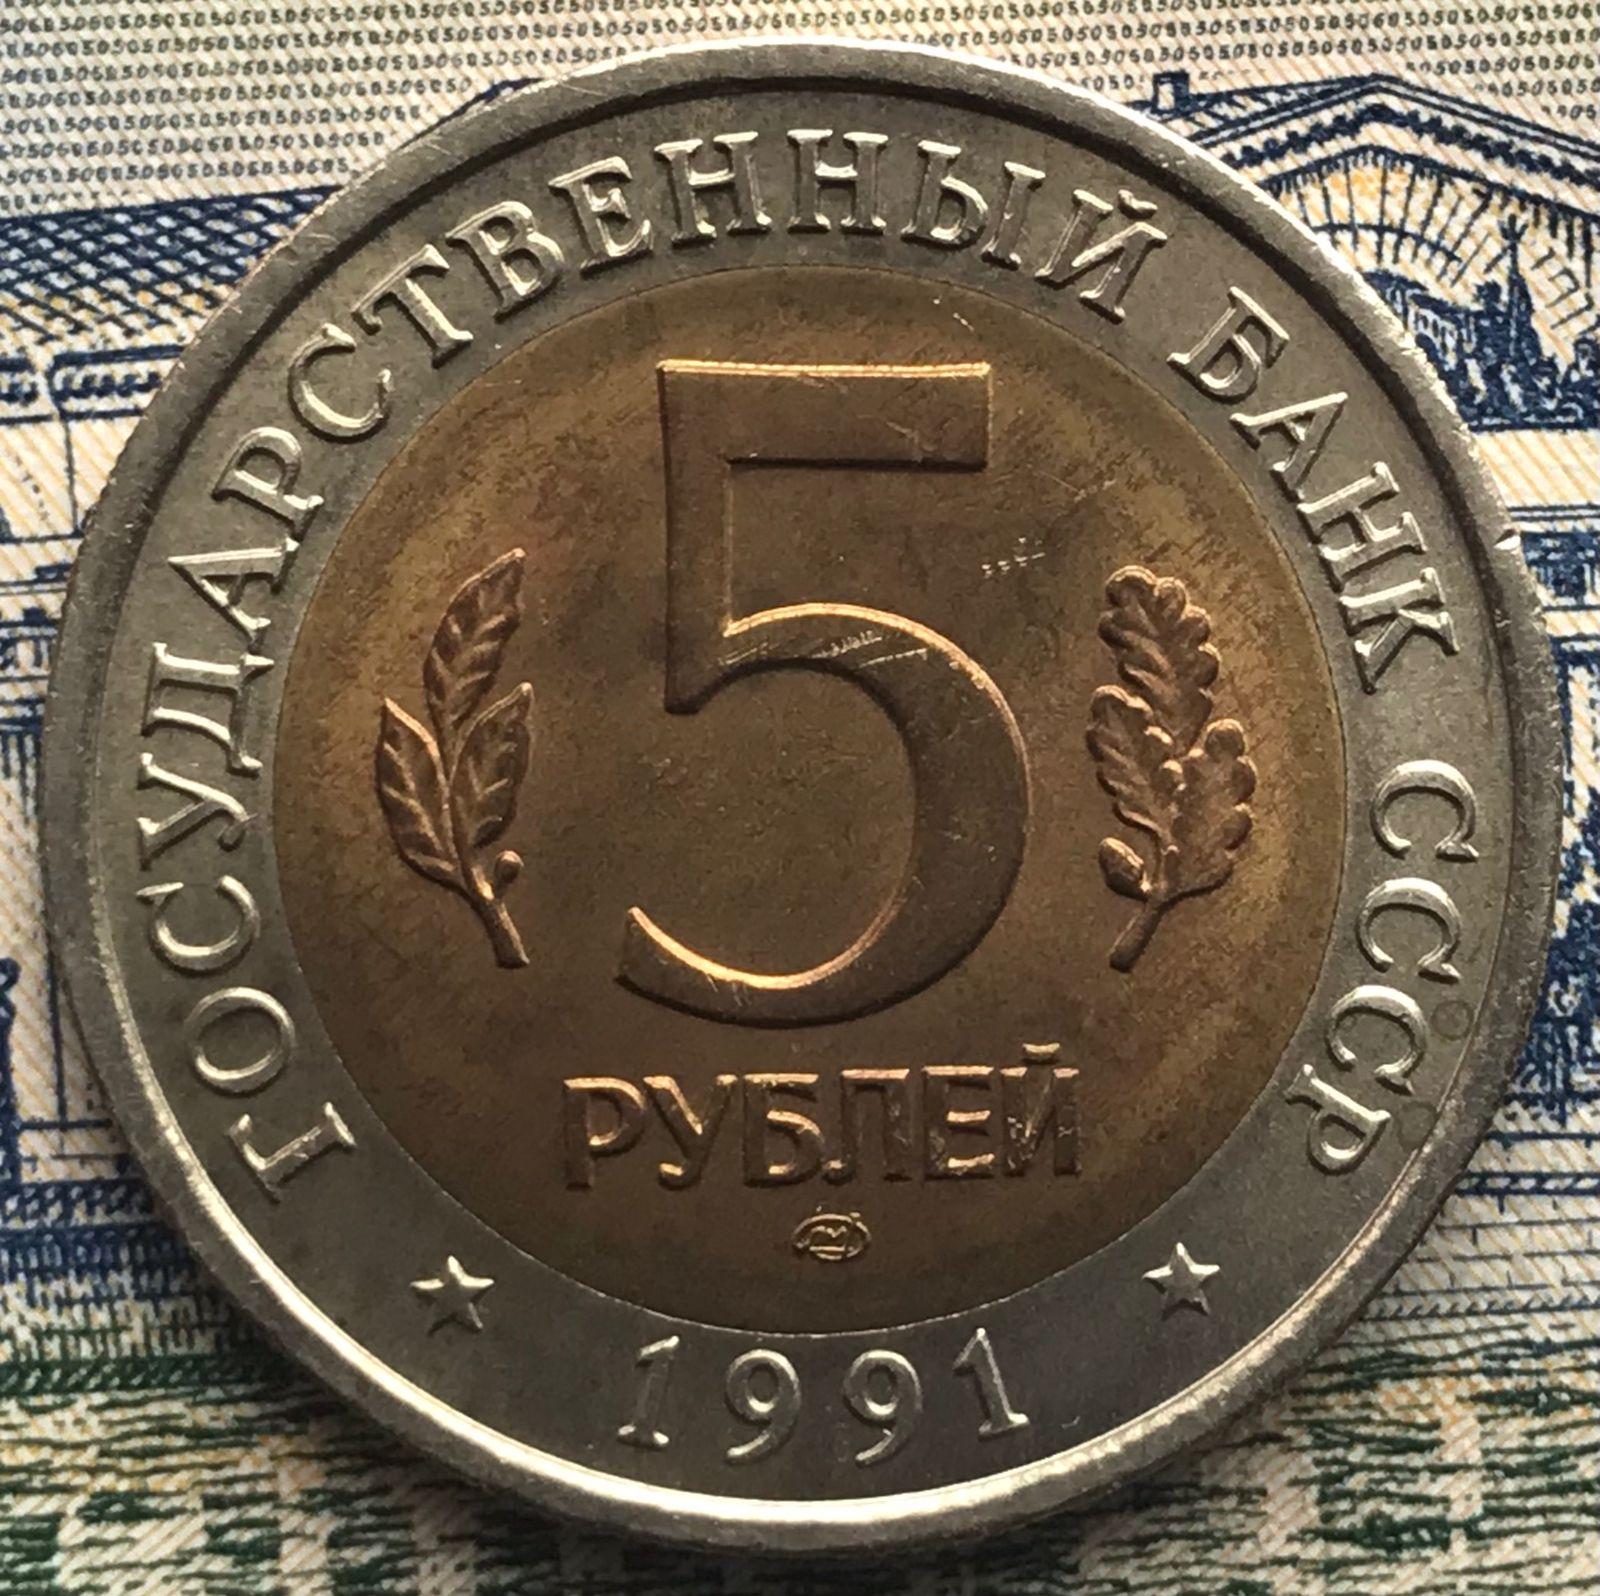 ГОСУДАРСТВЕННЫЙ БАНК СССР
5
РУБЛЕЙ
1991